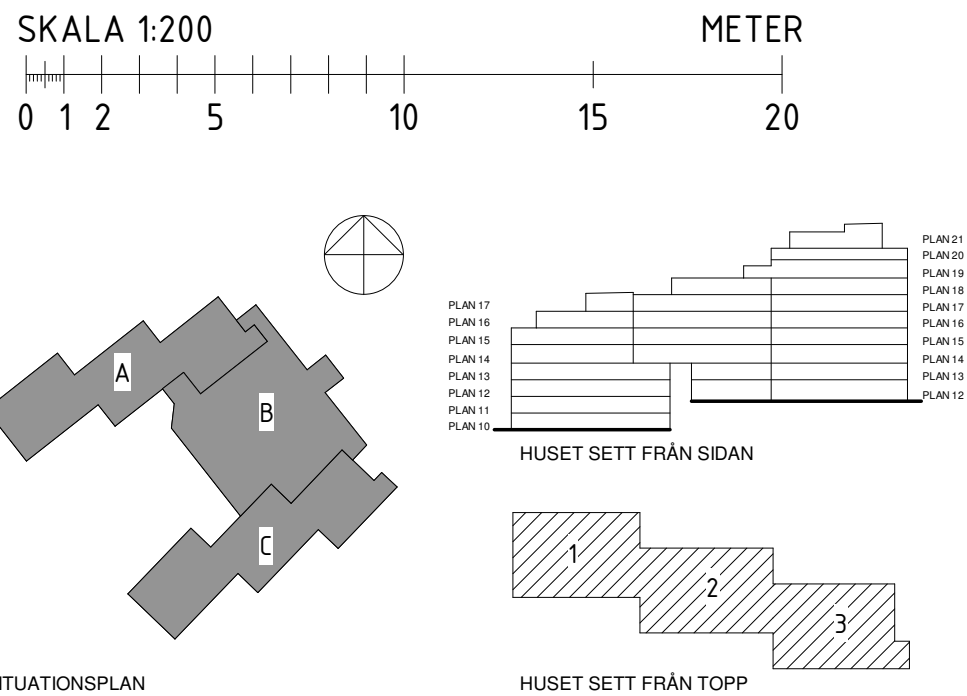 SKALA 1:200 METER
0 1 2 5 10 15 20
PLAN 21
PLAN 20
PLAN 19
PLAN 18
PLAN 17
PLAN 16
PLAN 15
PLAN 14
PLAN 13
PLAN 12
PLAN 17
PLAN 16
PLAN 15
PLAN 14
PLAN 13
PLAN 12
PLAN 11
PLAN 10
HUSET SETT FRÅN SIDAN
A
B
C
1
2
3
ITUATIONSPLAN
HUSET SETT FRÅN TOPP